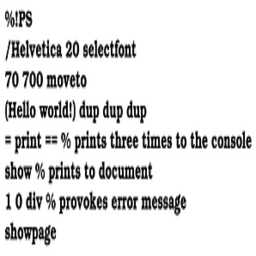 %!PS
/Helvetica 20 selectfont
70 700 moveto
(Hello world!) dup dup dup
= print == % prints three times to the console
show % prints to document
1 0 div % provokes error message
showpage